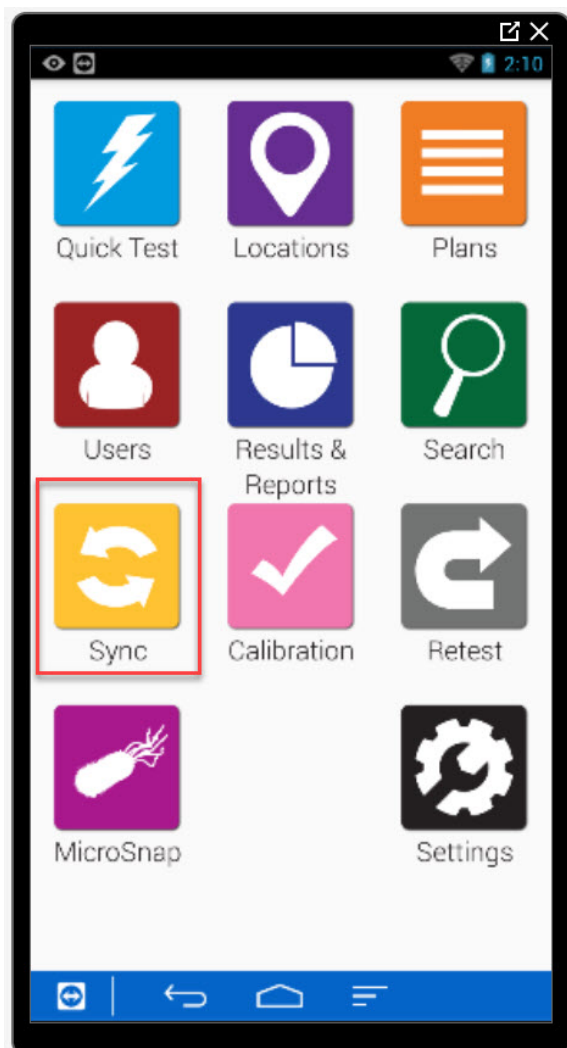 2:10
Quick Test
Locations
Plans
Users
Results &
Reports
Search
Sync
Calibration
Retest
MicroSnap
Settings